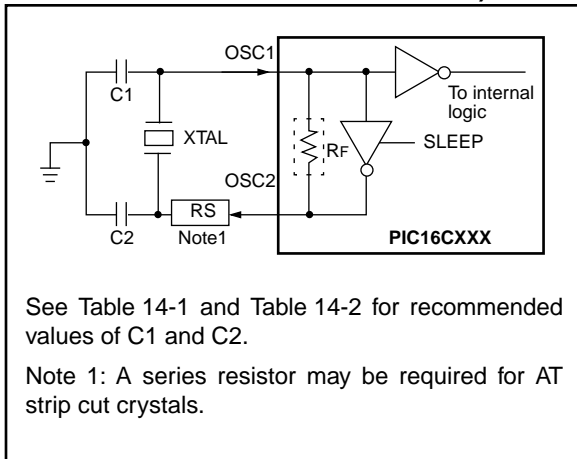 OSC1
C1
To internal
logic
XTAL
RF
SLEEP
OSC2
RS
C2
Note1
PIC16CXXX
See Table 14-1 and Table 14-2 for recommended
values of C1 and C2.
Note 1: A series resistor may be required for AT
strip cut crystals.